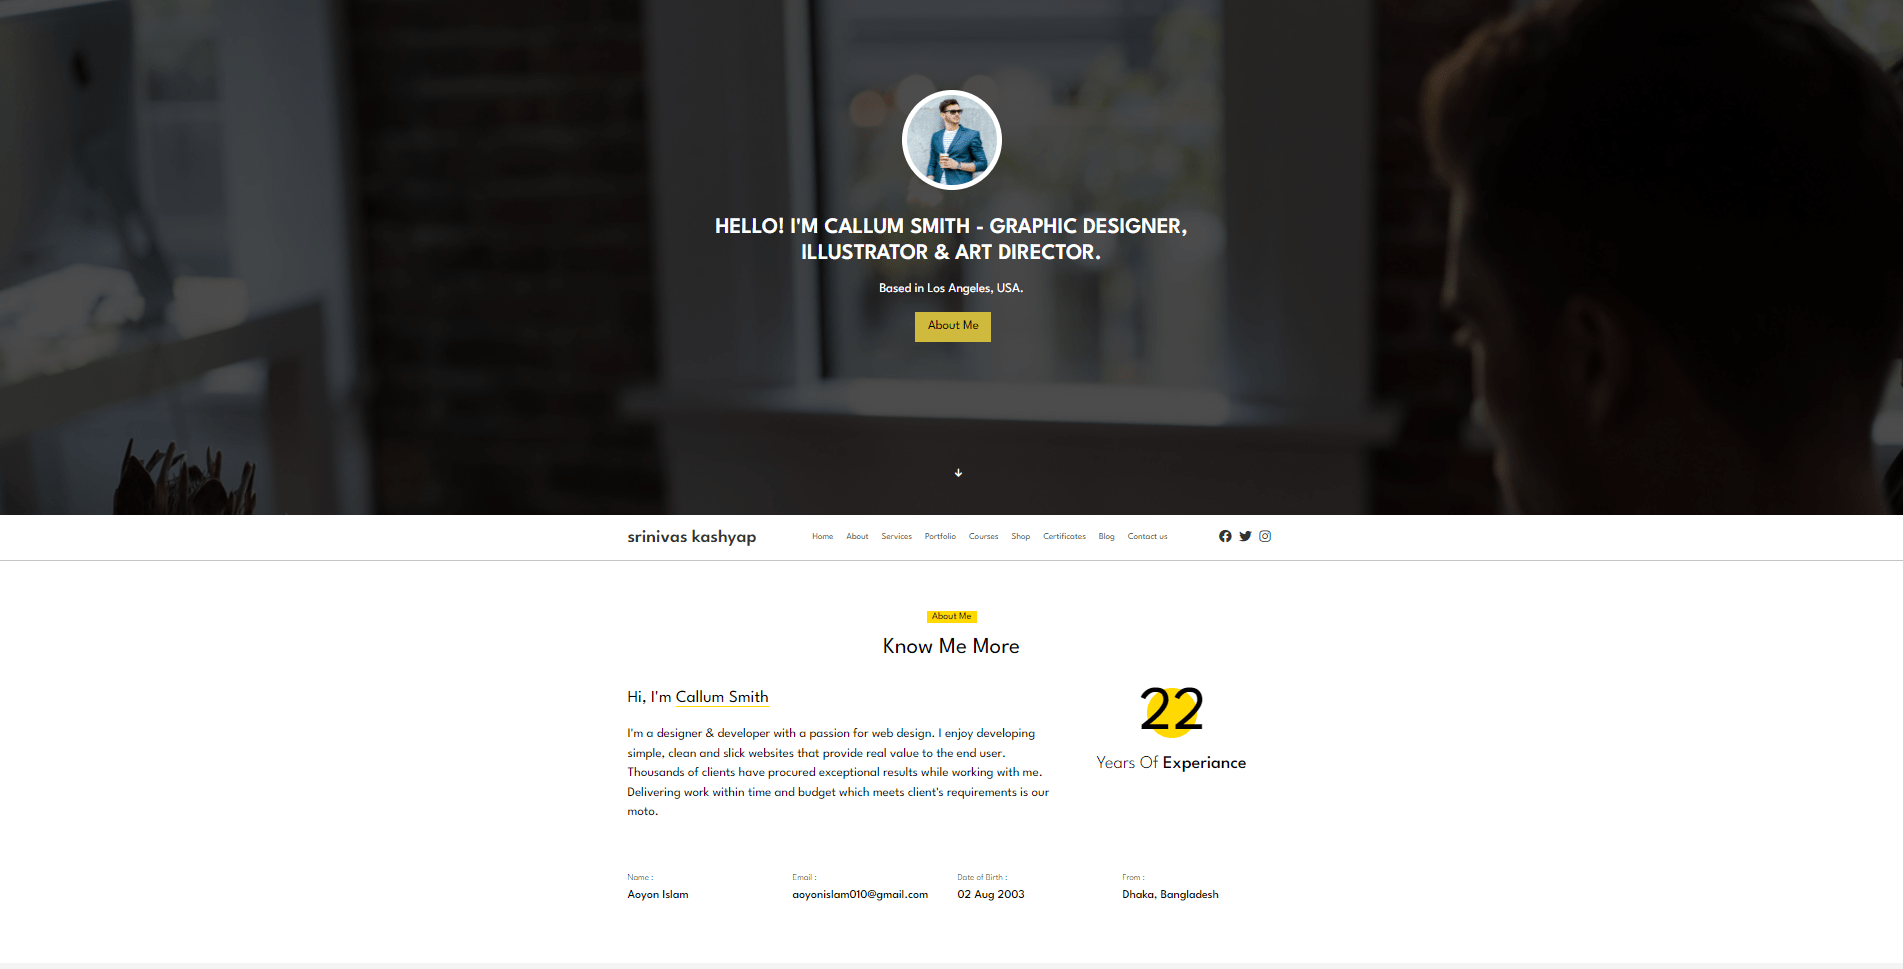 HELLO! I'M CALLUM SMITH - GRAPHIC DESIGNER,
ILLUSTRATOR & ART DIRECTOR.
Based in Los Angeles, USA.
About Me
srinivas kashyap
Home About Services Portfolio Courses Shop Certificates Blog Contact us
About Me
Know Me More
Hi, I'm Callum Smith
I'm a designer & developer with a passion for web design. I enjoy developing
simple, clean and slick websites that provide real value to the end user.
Thousands of clients have procured exceptional results while working with me.
Delivering work within time and budget which meets client's requirements is our
moto.
22
Years Of Experiance
Name :
Aoyon Islam
Email :
aoyonislam010@gmail.com
Date of Birth :
02 Aug 2003
From :
Dhaka, Bangladesh